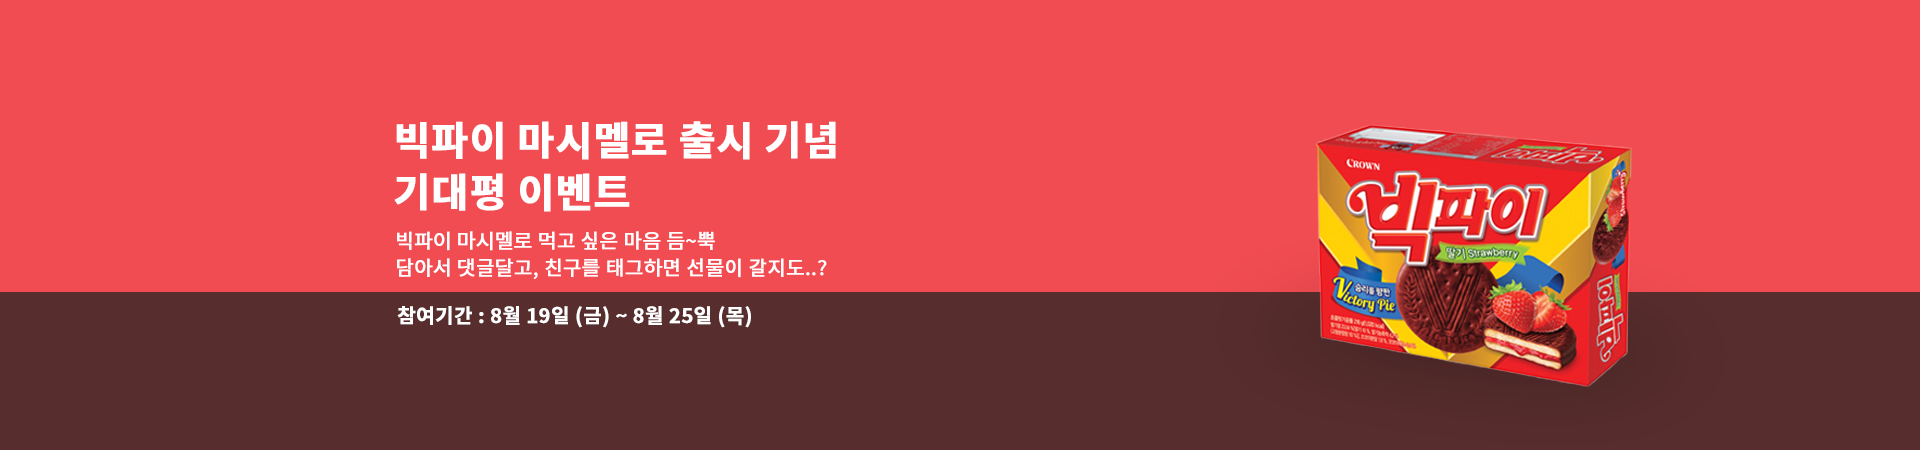 빅파이 마시멜로 출시 기념
기대평 이벤트
빅파이 마시멜로 먹고 싶은 마음 듬~뿍
담아서 댓글달고, 친구를 태그하면 선물이 갈지도..?
참여기간 : 8월 19일 (금) ~ 8월 25일 (목)
CROWN
빅파이
딸기 Strawberry
승리를 향한
Victory Pie
빅파이
빅파이